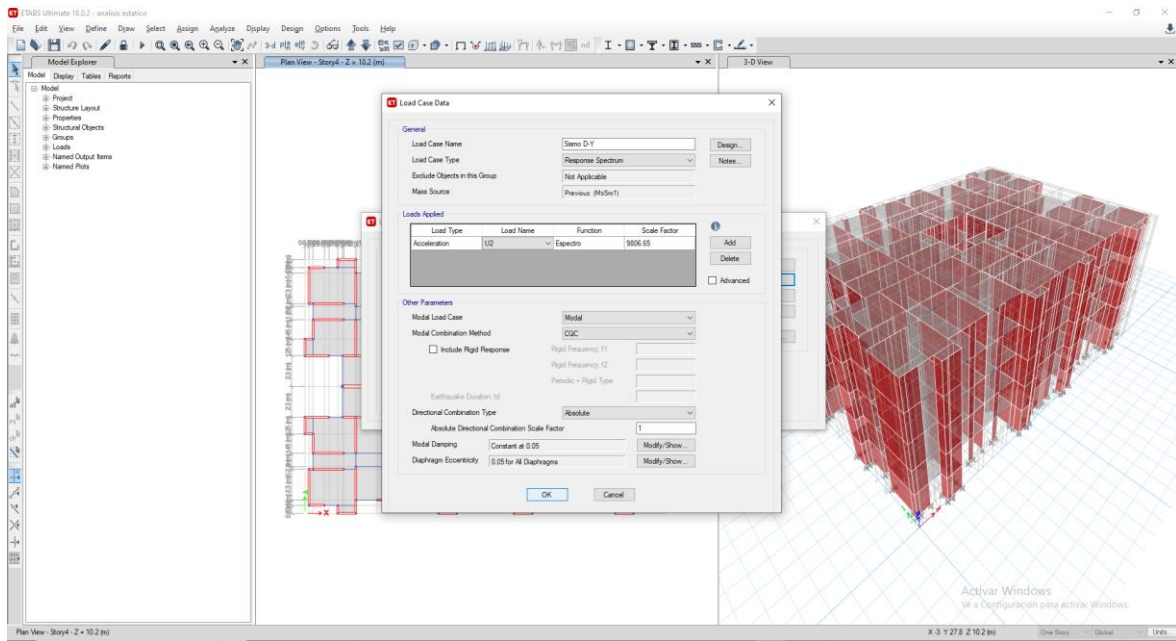 ETABS Ultimate 18.0.2 - analisis estatico
File Edit View Define Draw Select Assign Analyze Display Design Options Tools Help
Model Explorer
Plan View - Story4 - Z = 10.2 (m)
3-D View
Model Display Tables Reports
Model
Project
Structure Layout
Properties
Structural Objects
Groups
Loads
Named Output Items
Named Plots
Load Case Data
General
Load Case Name Sismo D-Y Design...
Load Case Type Response Spectrum Notes...
Exclude Objects in this Group Not Applicable
Mass Source Previous (MsSrc1)
Loads Applied
Load Type Load Name Function Scale Factor
Acceleration U2 Espectro 9806.65
Add
Delete
Advanced
Other Parameters
Modal Load Case Modal
Modal Combination Method CQC
Include Rigid Response Rigid Frequency, f1
Rigid Frequency, f2
Periodic + Rigid Type
Earthquake Duration, td
Directional Combination Type Absolute
Absolute Directional Combination Scale Factor 1
Modal Damping Constant at 0.05 Modify/Show...
Diaphragm Eccentricity 0.05 for All Diaphragms Modify/Show...
OK Cancel
X
Activar Windows
Ve a Configuración para activar Windows.
Plan View - Story4 - Z = 10.2 (m)
X -3 Y 27.8 Z 10.2 (m)
One Story Global Units